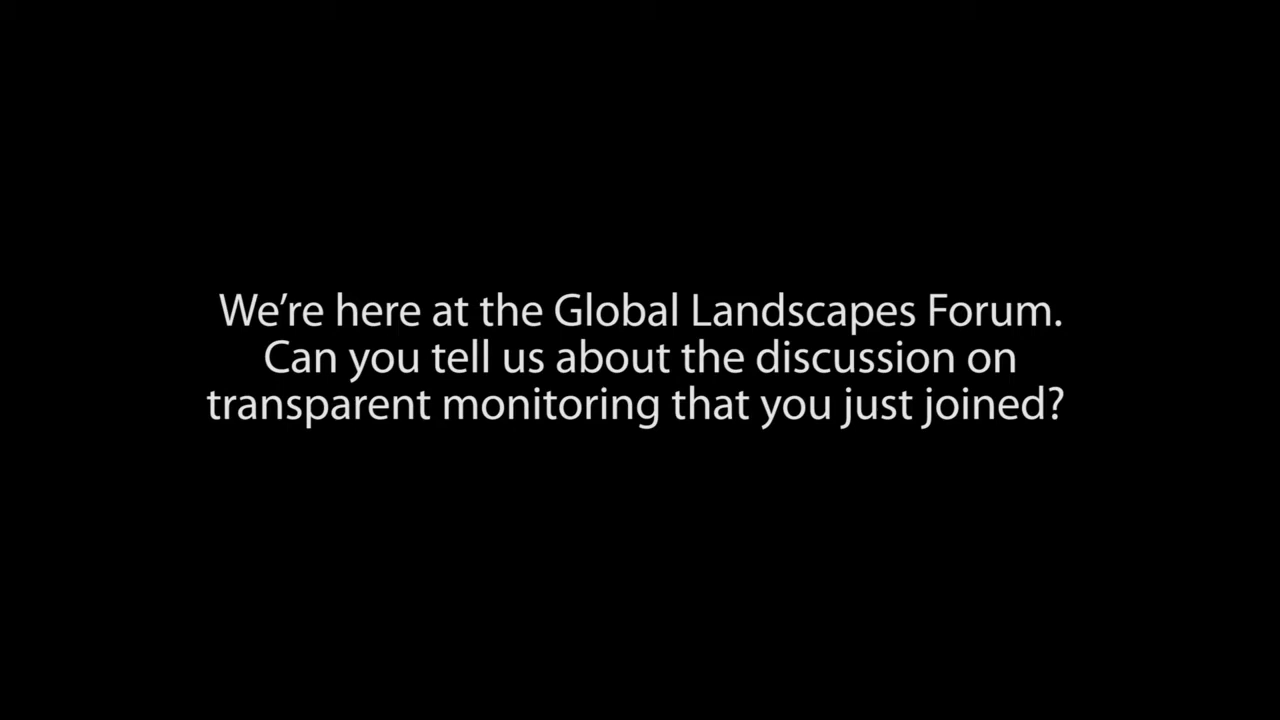 We’re here at the Global Landscapes Forum.
Can you tell us about the discussion on
transparent monitoring that you just joined?